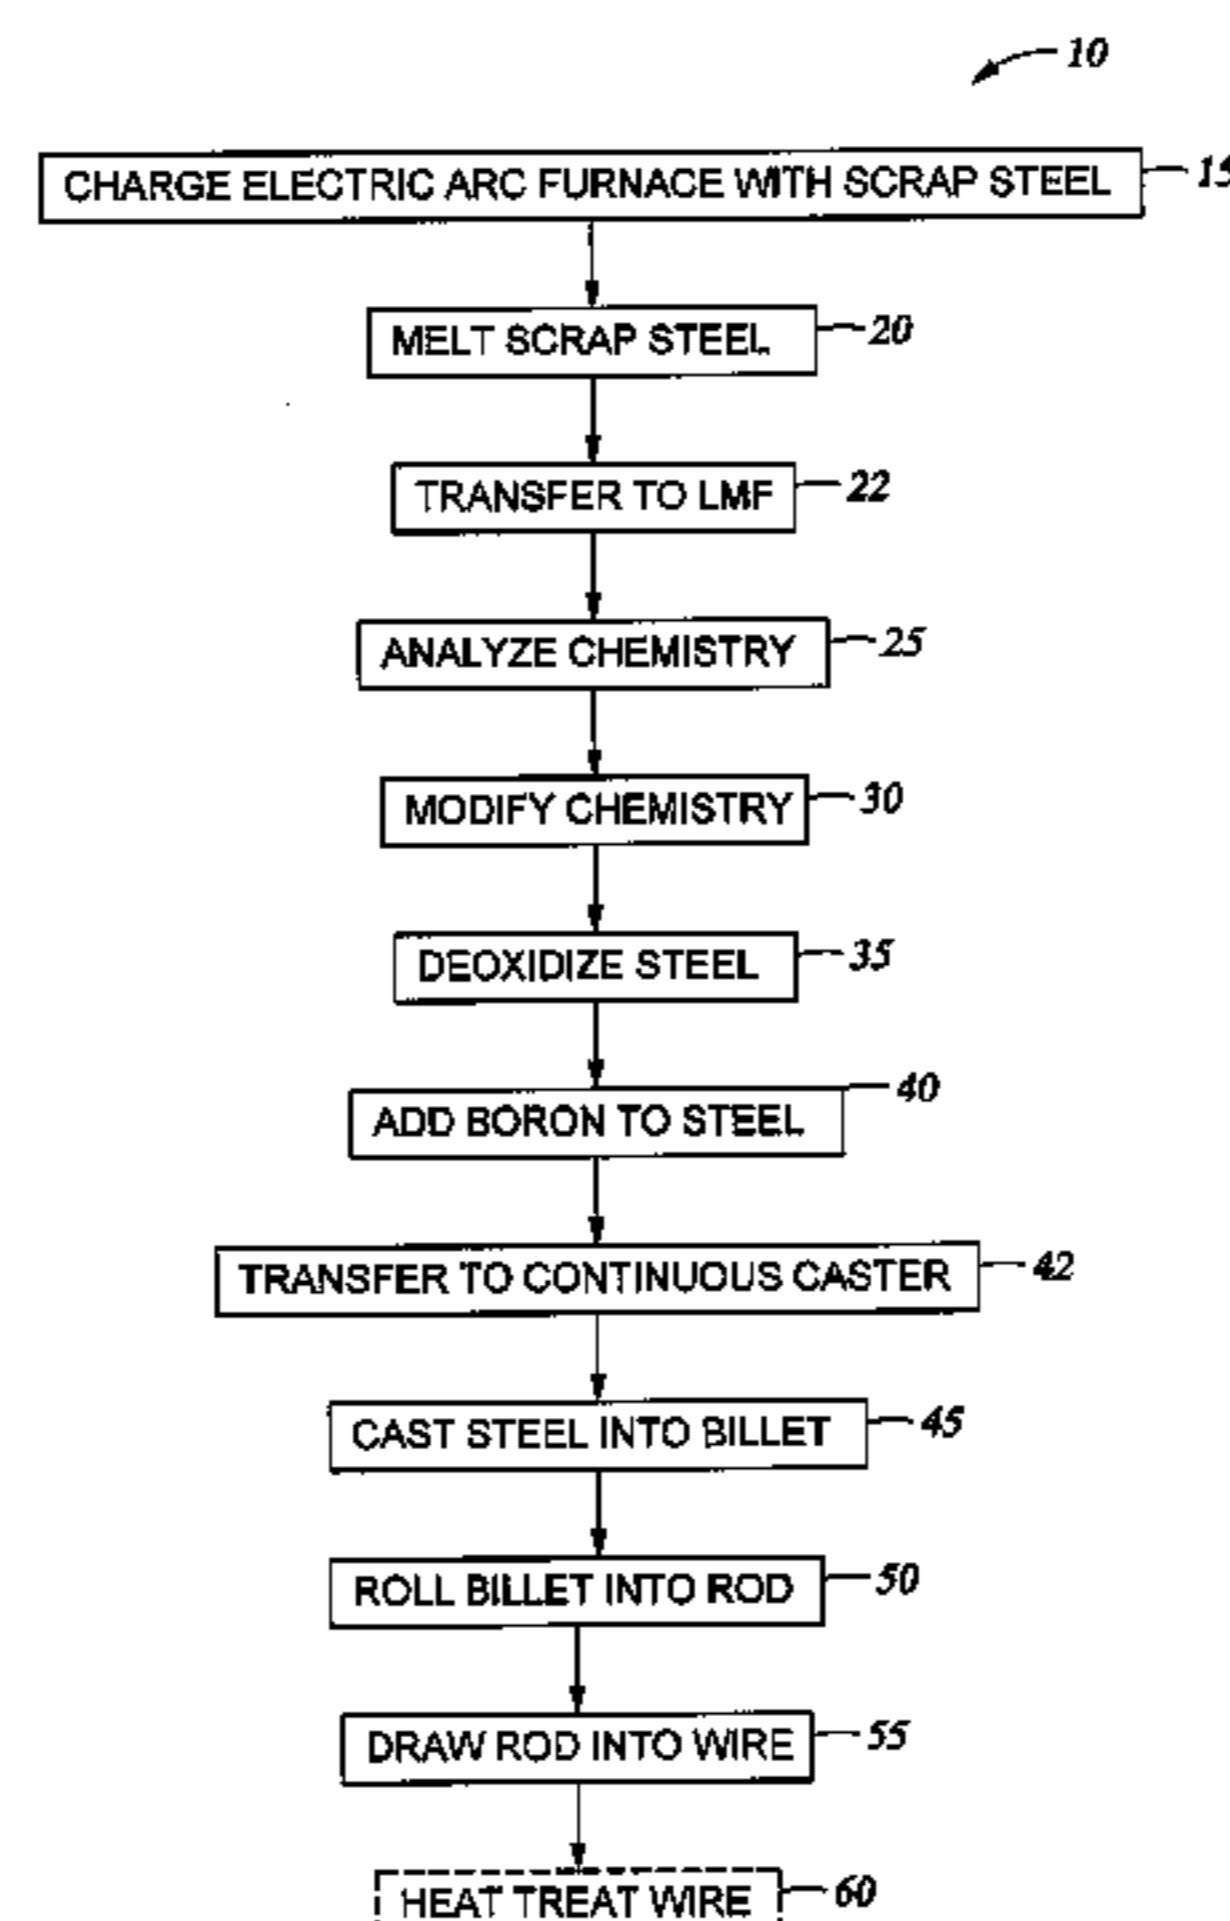 10
CHARGE ELECTRIC ARC FURNACE WITH SCRAP STEEL 15
MELT SCRAP STEEL 20
TRANSFER TO LMF 22
ANALYZE CHEMISTRY 25
MODIFY CHEMISTRY 30
DEOXIDIZE STEEL 35
ADD BORON TO STEEL 40
TRANSFER TO CONTINUOUS CASTER 42
CAST STEEL INTO BILLET 45
ROLL BILLET INTO ROD 50
DRAW ROD INTO WIRE 55
HEAT TREAT WIRE 60